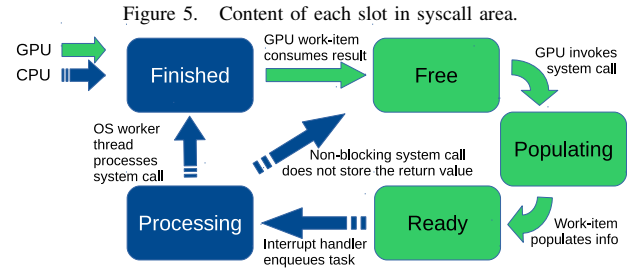 Figure 5. Content of each slot in syscall area.
GPU
CPU
Finished
GPU work-item
consumes result
Free
GPU invokes
system call
Populating
OS worker
thread
processes
system call
Non-blocking system call
does not store the return value
Processing
Interrupt handler
enqueues task
Ready
Work-item
populates info